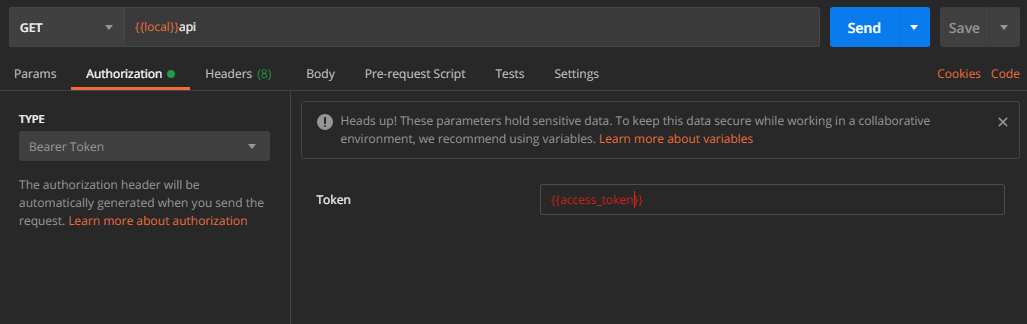 GET {{local}}api Send Save
Params Authorization Headers (8) Body Pre-request Script Tests Settings Cookies Code
TYPE
Bearer Token
The authorization header will be
automatically generated when you send the
request. Learn more about authorization
Heads up! These parameters hold sensitive data. To keep this data secure while working in a collaborative
environment, we recommend using variables. Learn more about variables
Token {{access_token}}